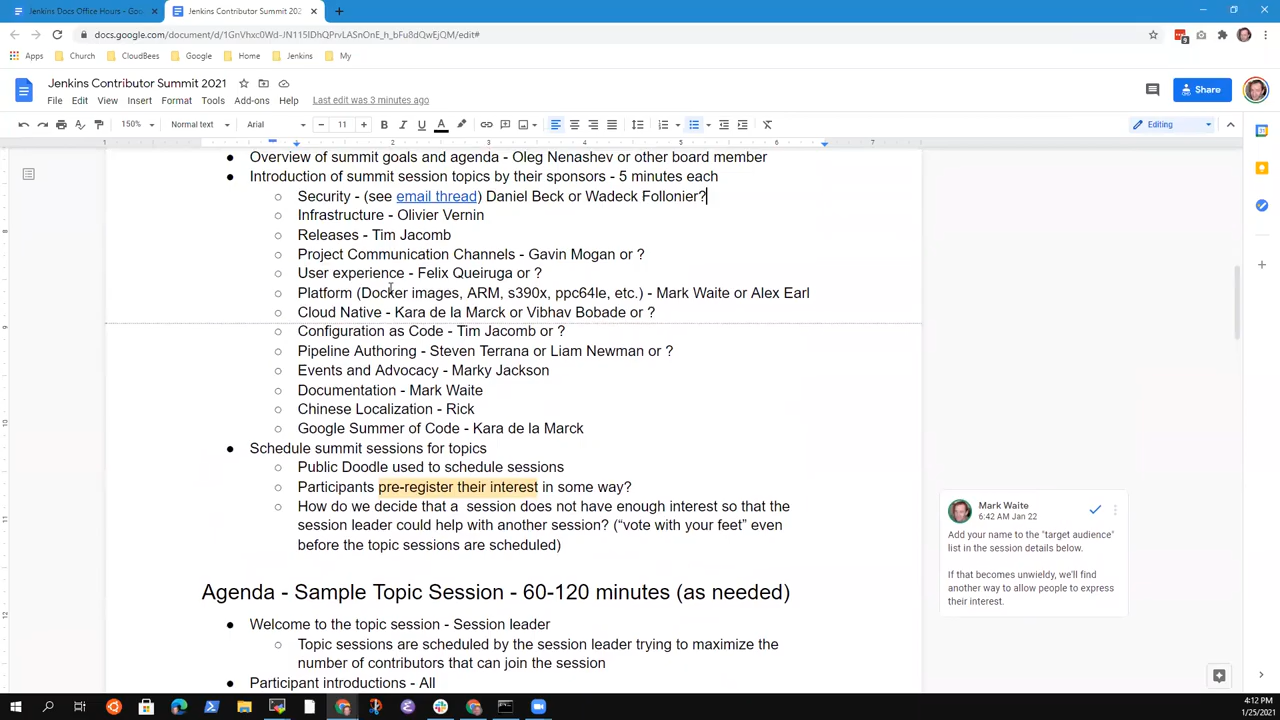 Jenkins Docs Office Hours - Goo
Jenkins Contributor Summit 202
docs.google.com/document/d/1GnVhxc0Wd-JN115IDhQPrvLASnOnE_h_bFu8dQwEjQM/edit#
Apps
Church
CloudBees
Google
Home
Jenkins
My
Jenkins Contributor Summit 2021
File Edit View Insert Format Tools Add-ons Help Last edit was 3 minutes ago
Share
150% Normal text Arial 11
Editing
1 2 3 4 5 6 7
Overview of summit goals and agenda - Oleg Nenashev or other board member
Introduction of summit session topics by their sponsors - 5 minutes each
Security - (see email thread) Daniel Beck or Wadeck Follonier?
Infrastructure - Olivier Vernin
Releases - Tim Jacomb
Project Communication Channels - Gavin Mogan or ?
User experience - Felix Queiruga or ?
Platform (Docker images, ARM, s390x, ppc64le, etc.) - Mark Waite or Alex Earl
Cloud Native - Kara de la Marck or Vibhav Bobade or ?
Configuration as Code - Tim Jacomb or ?
Pipeline Authoring - Steven Terrana or Liam Newman or ?
Events and Advocacy - Marky Jackson
Documentation - Mark Waite
Chinese Localization - Rick
Google Summer of Code - Kara de la Marck
Schedule summit sessions for topics
Public Doodle used to schedule sessions
Participants pre-register their interest in some way?
How do we decide that a session does not have enough interest so that the
session leader could help with another session? (“vote with your feet” even
before the topic sessions are scheduled)
Agenda - Sample Topic Session - 60-120 minutes (as needed)
Welcome to the topic session - Session leader
Topic sessions are scheduled by the session leader trying to maximize the
number of contributors that can join the session
Participant introductions - All
Mark Waite
6:42 AM Jan 22
Add your name to the "target audience"
list in the session details below.
If that becomes unwieldy, we'll find
another way to allow people to express
their interest.
4:12 PM
1/25/2021